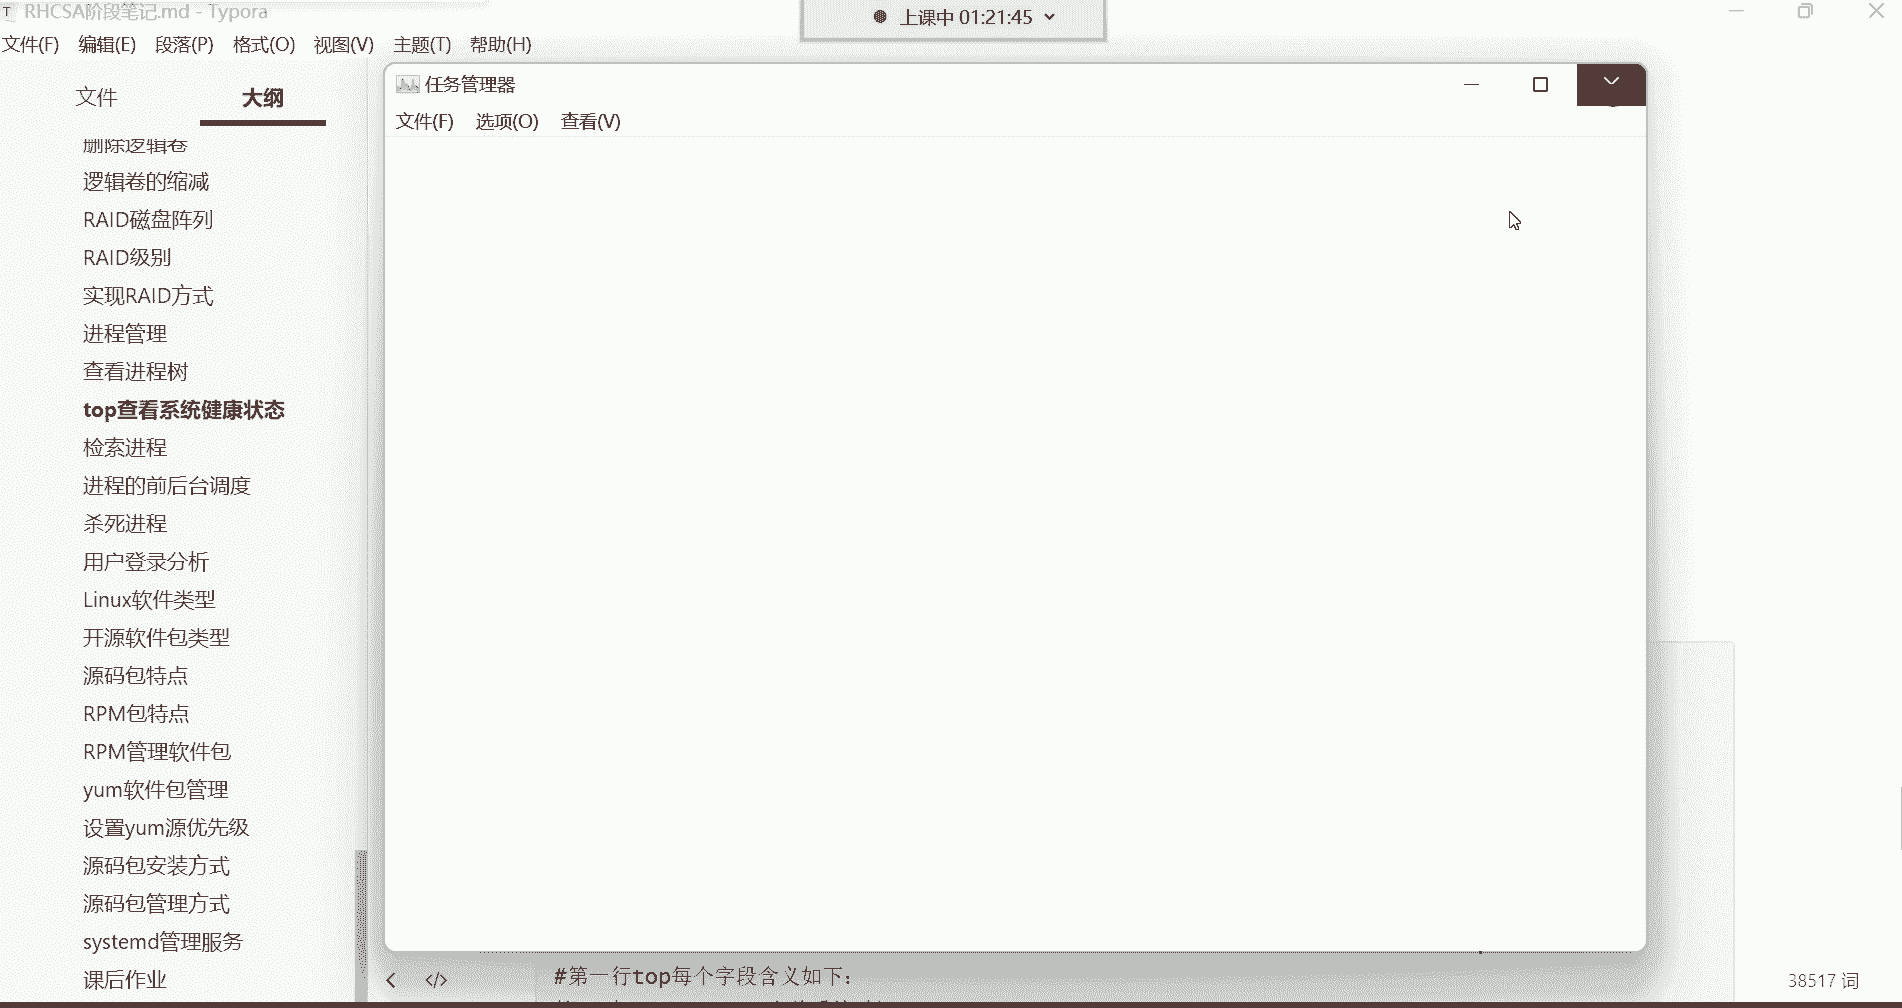 RHCSA阶段笔记.md - Typora
上课中 01:21:45
文件(F) 编辑(E) 段落(P) 格式(O) 视图(V) 主题(T) 帮助(H)
文件 大纲
删除逻辑卷
逻辑卷的缩减
RAID磁盘阵列
RAID级别
实现RAID方式
进程管理
查看进程树
top查看系统健康状态
检索进程
进程的前后台调度
杀死进程
用户登录分析
Linux软件类型
开源软件包类型
源码包特点
RPM包特点
RPM管理软件包
yum软件包管理
设置yum源优先级
源码包安装方式
源码包管理方式
systemd管理服务
课后作业
任务管理器
文件(F) 选项(O) 查看(V)
#第一行top每个字段含义如下：
38517 词